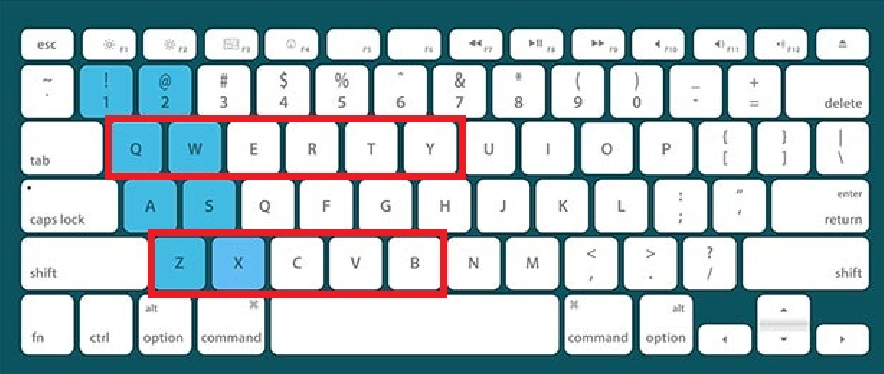 esc F1 F2 F3 F4 F5 F6 F7 F8 F9 F10 F11 F12
~ ! @ # $ % ^ & * ( ) _ +
` 1 2 3 4 5 6 7 8 9 0 - = delete
tab Q W E R T Y U I O P { [ } ] | \
caps lock A S Q F G H J K L : ; " ' enter return
shift Z X C V B N M < , > . ? / shift
alt ⌘ ⌘ alt
fn ctrl option command command option